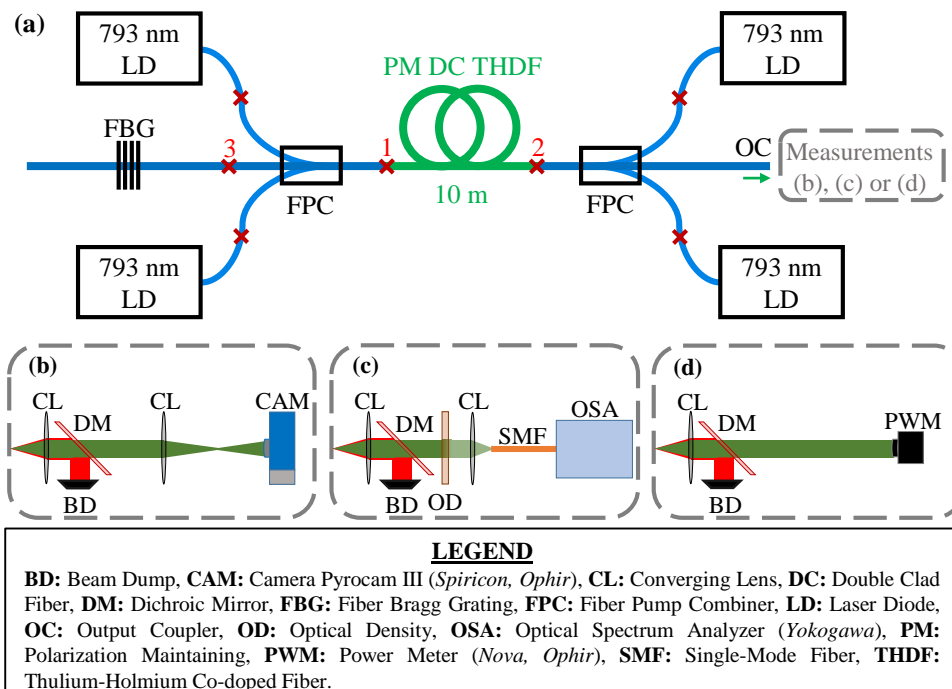 (a)
793 nm
LD
793 nm
LD
PM DC THDF
FBG
3
1
2
OC
Measurements
(b), (c) or (d)
FPC
10 m
FPC
793 nm
LD
793 nm
LD
(b)
CL
DM
CL
CAM
BD
(c)
CL
DM
CL
SMF
OSA
BD
OD
(d)
CL
DM
PWM
BD
LEGEND
BD: Beam Dump, CAM: Camera Pyrocam III (Spiricon, Ophir), CL: Converging Lens, DC: Double Clad
Fiber, DM: Dichroic Mirror, FBG: Fiber Bragg Grating, FPC: Fiber Pump Combiner, LD: Laser Diode,
OC: Output Coupler, OD: Optical Density, OSA: Optical Spectrum Analyzer (Yokogawa), PM:
Polarization Maintaining, PWM: Power Meter (Nova, Ophir), SMF: Single-Mode Fiber, THDF:
Thulium-Holmium Co-doped Fiber.